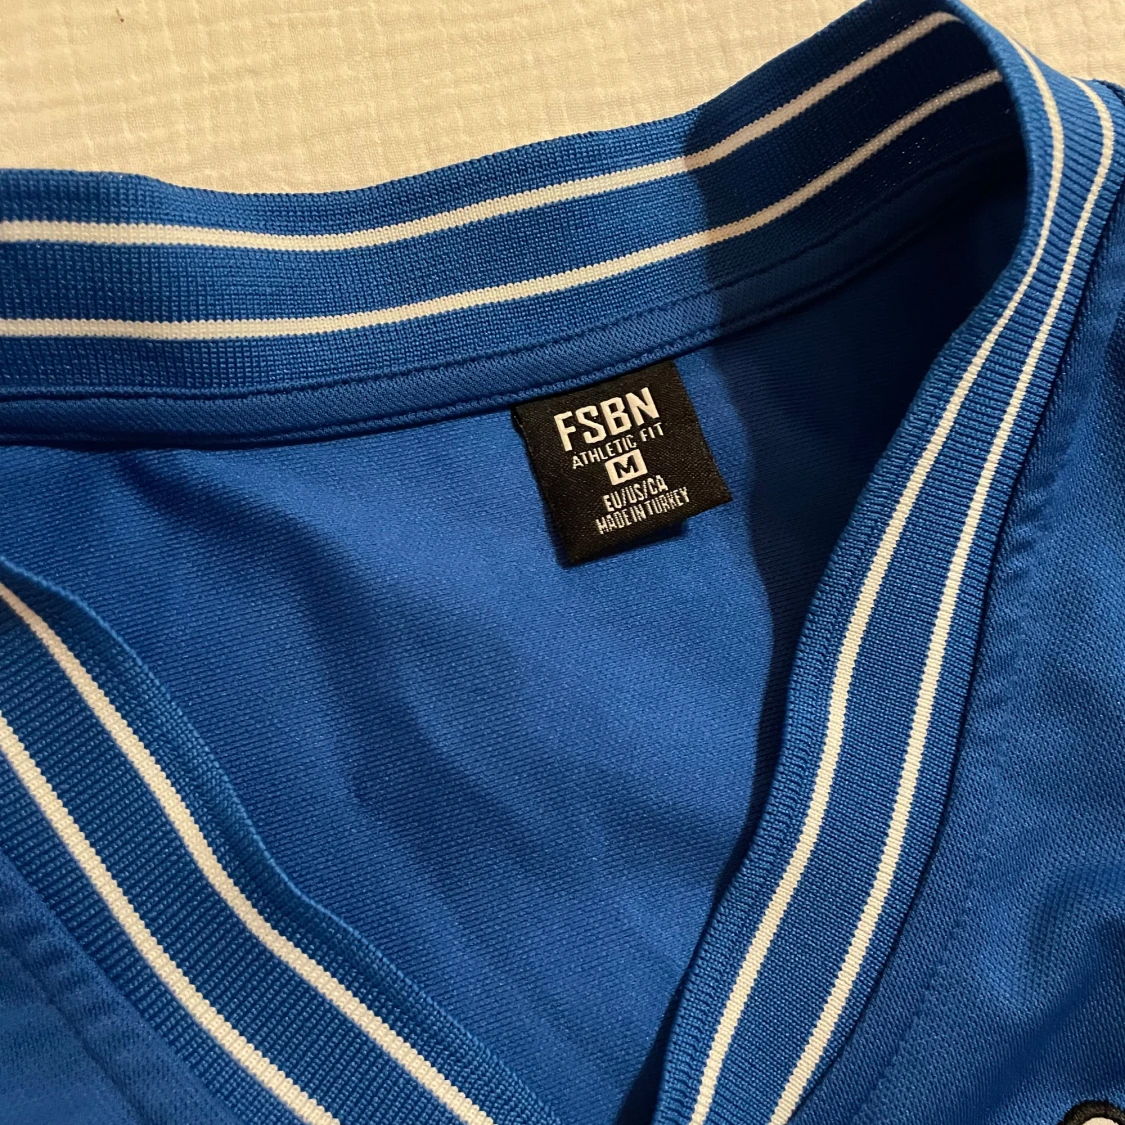 FSBN
ATHLETIC FIT
M
EU/US/CA
MADE IN TURKEY